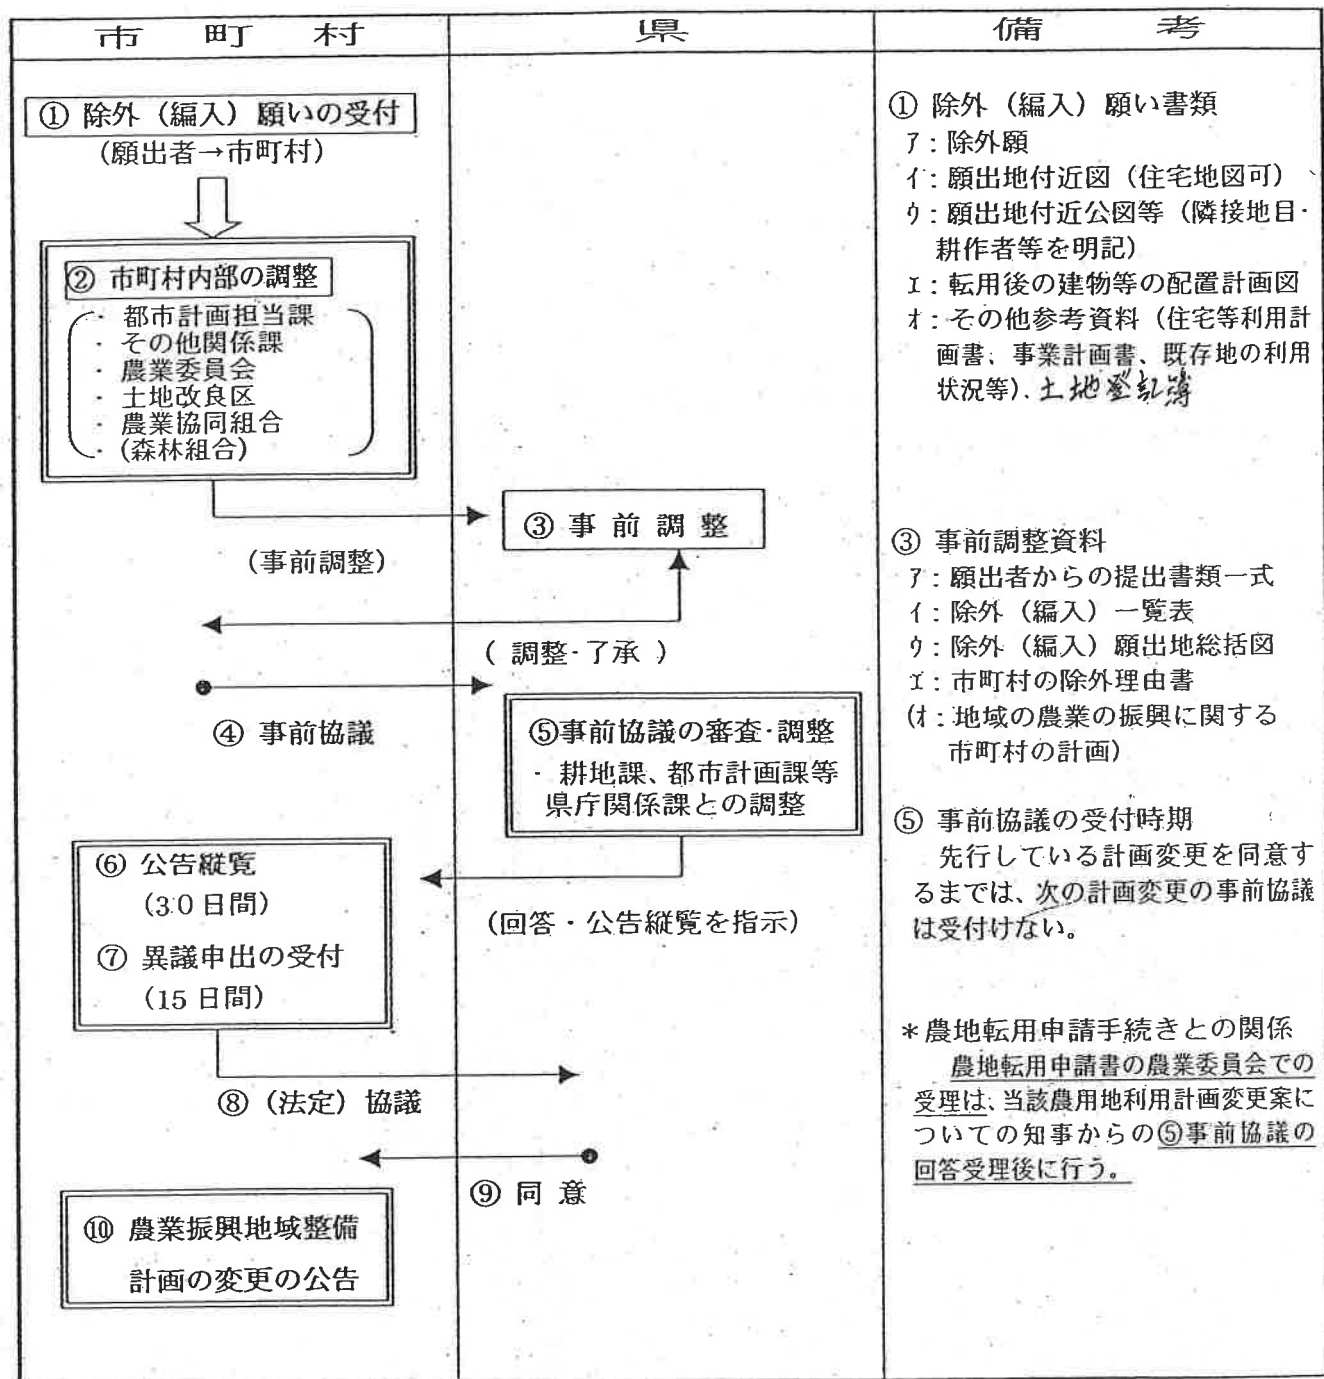 市 町 村
県
備 考
① 除外（編入）願いの受付
（願出者→市町村）
② 市町村内部の調整
・ 都市計画担当課
・ その他関係課
・ 農業委員会
・ 土地改良区
・ 農業協同組合
・ (森林組合)
（事前調整）
③ 事 前 調 整
（ 調整・了承 ）
④ 事前協議
⑤事前協議の審査・調整
・ 耕地課、都市計画課等
県庁関係課との調整
（回答・公告縦覧を指示）
⑥ 公告縦覧
（30日間）
⑦ 異議申出の受付
（15日間）
⑧（法定）協議
⑨ 同 意
⑩ 農業振興地域整備
計画の変更の公告
① 除外（編入）願い書類
ｱ：除外願
ｲ：願出地付近図（住宅地図可）
ｳ：願出地付近公図等（隣接地目・
耕作者等を明記）
ｴ：転用後の建物等の配置計画図
ｵ：その他参考資料（住宅等利用計
画書、事業計画書、既存地の利用
状況等）、土地登記簿
③ 事前調整資料
ｱ：願出者からの提出書類一式
ｲ：除外（編入）一覧表
ｳ：除外（編入）願出地総括図
ｴ：市町村の除外理由書
(ｵ：地域の農業の振興に関する
市町村の計画）
⑤ 事前協議の受付時期
先行している計画変更を同意す
るまでは、次の計画変更の事前協議
は受付けない。
＊農地転用申請手続きとの関係
農地転用申請書の農業委員会での
受理は、当該農用地利用計画変更案に
ついての知事からの⑤事前協議の
回答受理後に行う。